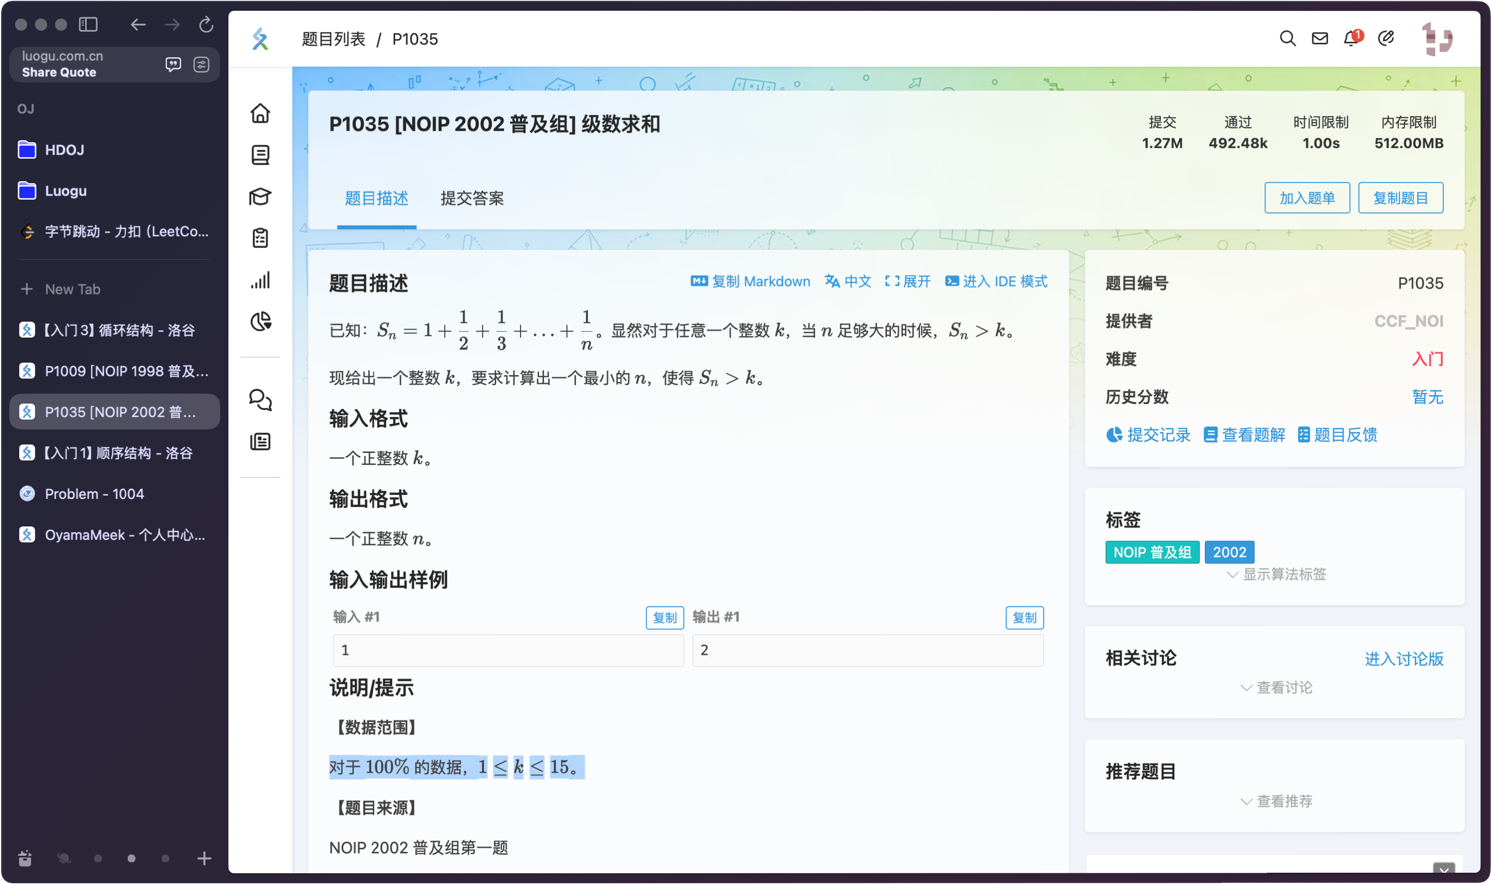 luogu.com.cn
Share Quote
OJ
HDOJ
Luogu
字节跳动 - 力扣 (LeetCo...
New Tab
【入门3】循环结构 - 洛谷
P1009 [NOIP 1998 普及...
P1035 [NOIP 2002 普...
【入门1】顺序结构 - 洛谷
Problem - 1004
OyamaMeek - 个人中心...
题目列表 / P1035
1
P1035 [NOIP 2002 普及组] 级数求和
提交 通过 时间限制 内存限制
1.27M 492.48k 1.00s 512.00MB
题目描述 提交答案
加入题单 复制题目
题目描述
复制 Markdown 中文 展开 进入 IDE 模式
已知：Sₙ = 1 + 1/2 + 1/3 + … + 1/n。显然对于任意一个整数 k，当 n 足够大的时候，Sₙ > k。
现给出一个整数 k，要求计算出一个最小的 n，使得 Sₙ > k。
输入格式
一个正整数 k。
输出格式
一个正整数 n。
输入输出样例
输入 #1 复制 输出 #1 复制
1 2
说明/提示
【数据范围】
对于 100% 的数据，1 ≤ k ≤ 15。
【题目来源】
NOIP 2002 普及组第一题
题目编号 P1035
提供者 CCF_NOI
难度 入门
历史分数 暂无
提交记录 查看题解 题目反馈
标签
NOIP 普及组 2002
显示算法标签
相关讨论 进入讨论版
查看讨论
推荐题目
查看推荐